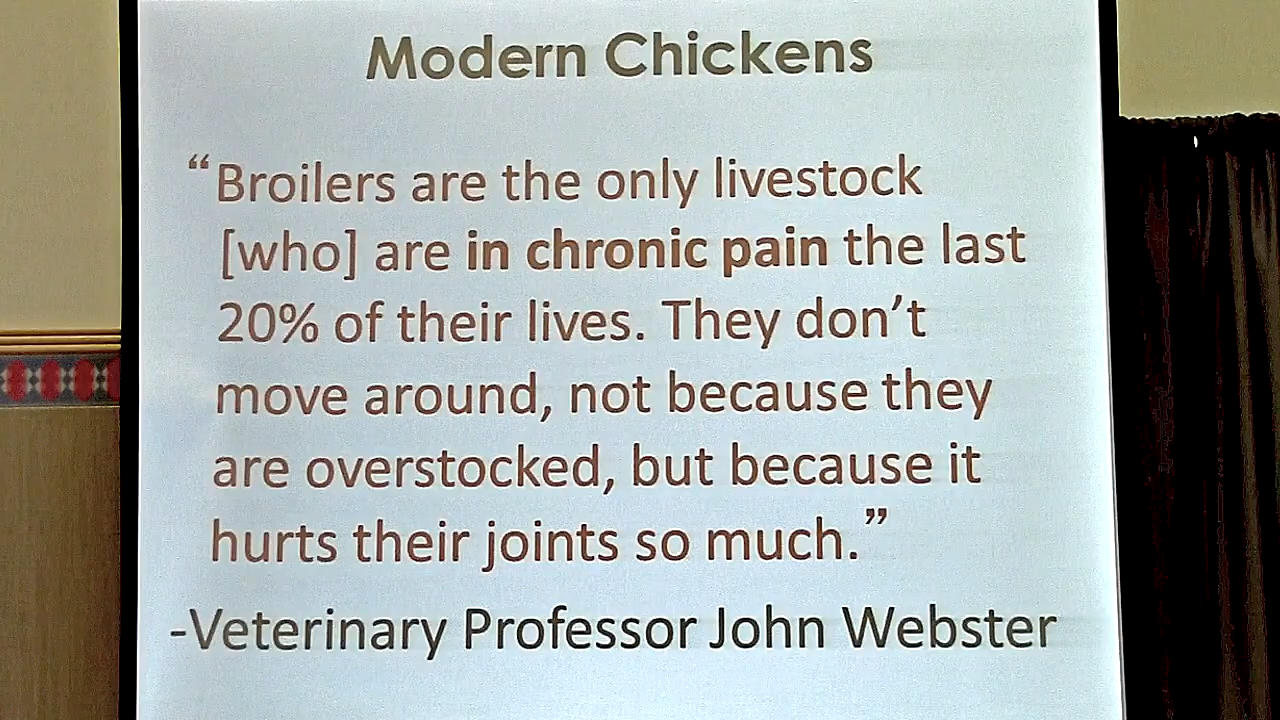 Modern Chickens
“Broilers are the only livestock
[who] are in chronic pain the last
20% of their lives. They don’t
move around, not because they
are overstocked, but because it
hurts their joints so much.”
-Veterinary Professor John Webster